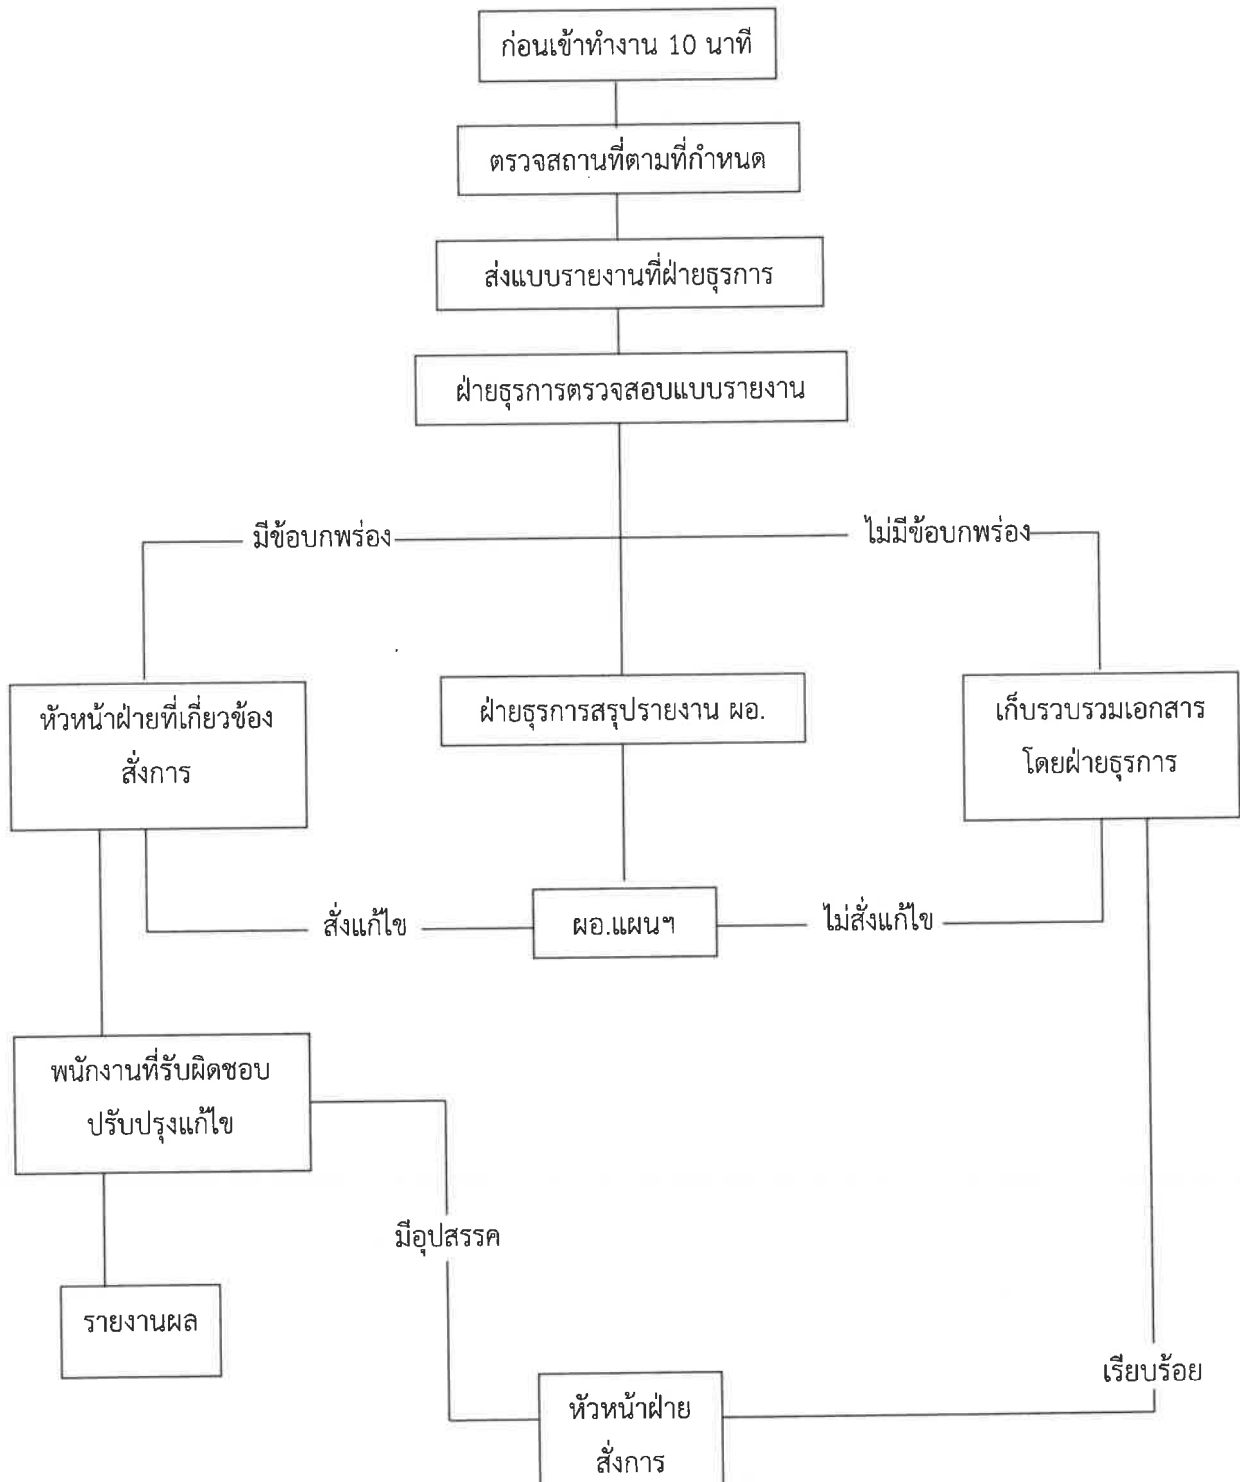 ก่อนเข้าทำงาน 10 นาที
ตรวจสถานที่ตามที่กำหนด
ส่งแบบรายงานที่ฝ่ายธุรการ
ฝ่ายธุรการตรวจสอบแบบรายงาน
มีข้อบกพร่อง
ไม่มีข้อบกพร่อง
หัวหน้าฝ่ายที่เกี่ยวข้อง
สั่งการ
ฝ่ายธุรการสรุปรายงาน ผอ.
เก็บรวบรวมเอกสาร
โดยฝ่ายธุรการ
สั่งแก้ไข
ผอ.แผนฯ
ไม่สั่งแก้ไข
พนักงานที่รับผิดชอบ
ปรับปรุงแก้ไข
มีอุปสรรค
รายงานผล
เรียบร้อย
หัวหน้าฝ่าย
สั่งการ